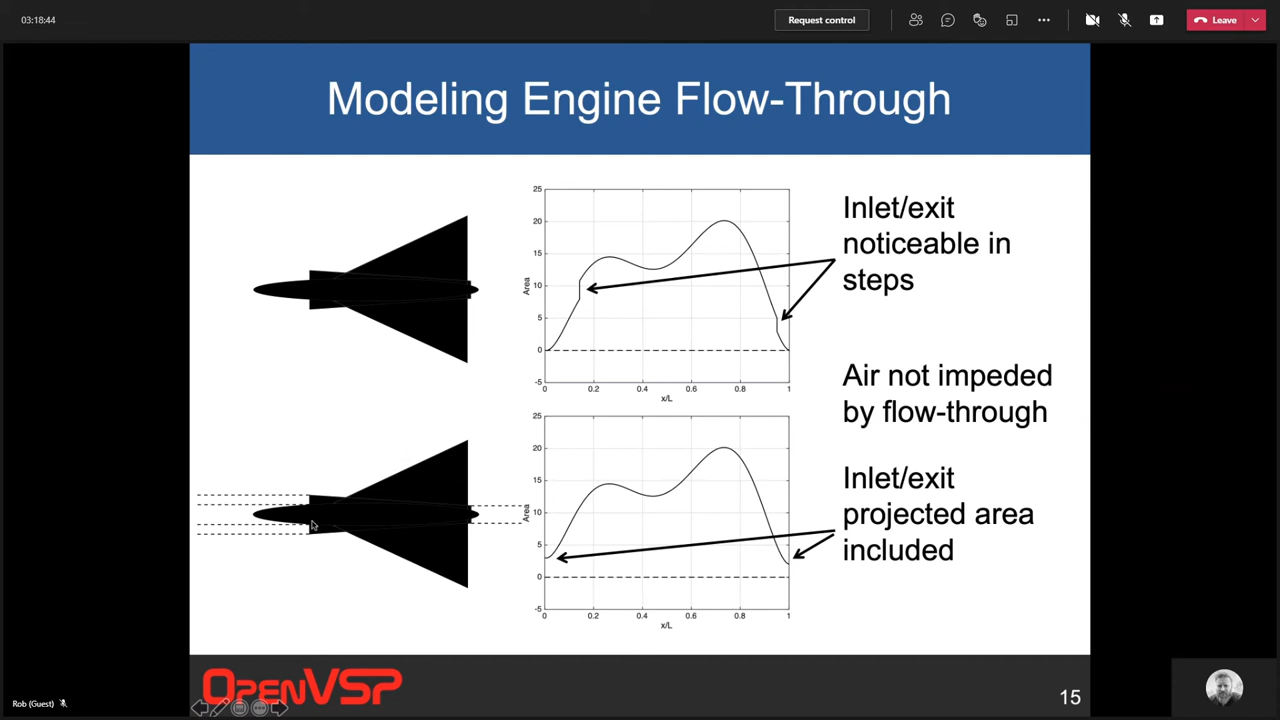 03:18:44
Request control
Leave
Modeling Engine Flow-Through
25
20
15
10
5
0
-5
Area
0 0.2 0.4 0.6 0.8 1
x/L
Inlet/exit
noticeable in
steps
Air not impeded
by flow-through
25
20
15
10
5
0
-5
Area
0 0.2 0.4 0.6 0.8 1
x/L
Inlet/exit
projected area
included
OpenVSP
15
Rob (Guest)